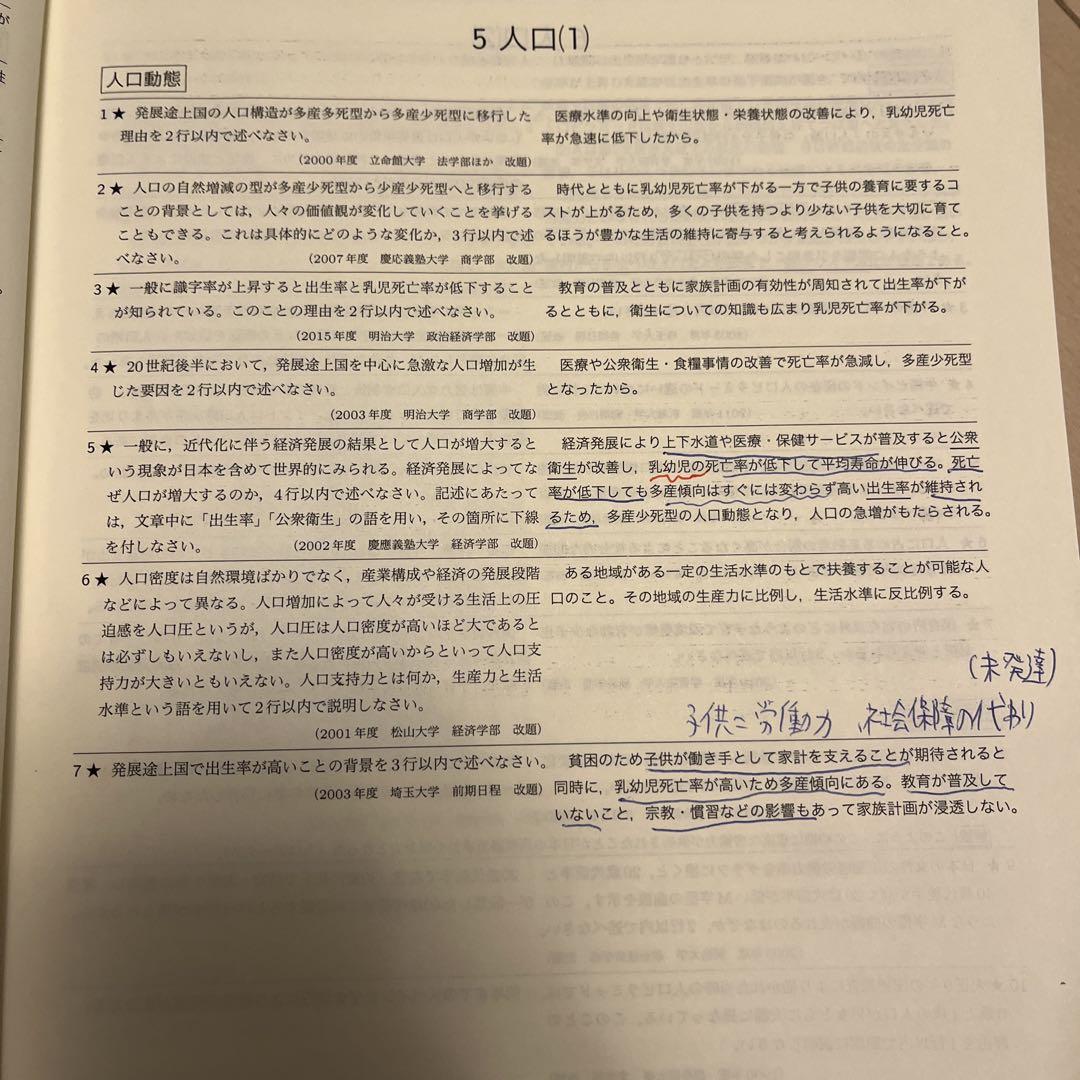 5 人口(1)
人口動態
1★ 発展途上国の人口構造が多産多死型から多産少死型に移行した
理由を2行以内で述べなさい。
(2000年度 立命館大学 法学部ほか 改題)
医療水準の向上や衛生状態・栄養状態の改善により，乳幼児死亡
率が急速に低下したから。
2★ 人口の自然増減の型が多産少死型から少産少死型へと移行する
ことの背景としては，人々の価値観が変化していくことを挙げる
こともできる。これは具体的にどのような変化か，3行以内で述
べなさい。
(2007年度 慶応義塾大学 商学部 改題)
時代とともに乳幼児死亡率が下がる一方で子供の養育に要するコ
ストが上がるため，多くの子供を持つより少ない子供を大切に育て
るほうが豊かな生活の維持に寄与すると考えられるようになること。
3★ 一般に識字率が上昇すると出生率と乳児死亡率が低下すること
が知られている。このことの理由を2行以内で述べなさい。
(2015年度 明治大学 政治経済学部 改題)
教育の普及とともに家族計画の有効性が周知されて出生率が下が
るとともに，衛生についての知識も広まり乳児死亡率が下がる。
4★ 20世紀後半において，発展途上国を中心に急激な人口増加が生
じた要因を2行以内で述べなさい。
(2003年度 明治大学 商学部 改題)
医療や公衆衛生・食糧事情の改善で死亡率が急減し，多産少死型
となったから。
5★ 一般に，近代化に伴う経済発展の結果として人口が増大すると
いう現象が日本を含めて世界的にみられる。経済発展によってな
ぜ人口が増大するのか，4行以内で述べなさい。記述にあたって
は，文章中に「出生率」「公衆衛生」の語を用い，その箇所に下線
を付しなさい。
(2002年度 慶應義塾大学 経済学部 改題)
経済発展により上下水道や医療・保健サービスが普及すると公衆
衛生が改善し，乳幼児の死亡率が低下して平均寿命が伸びる。死亡
率が低下しても多産傾向はすぐには変わらず高い出生率が維持され
るため，多産少死型の人口動態となり，人口の急増がもたらされる。
6★ 人口密度は自然環境ばかりでなく，産業構成や経済の発展段階
などによって異なる。人口増加によって人々が受ける生活上の圧
迫感を人口圧というが，人口圧は人口密度が高いほど大であると
は必ずしもいえないし，また人口密度が高いからといって人口支
持力が大きいともいえない。人口支持力とは何か，生産力と生活
水準という語を用いて2行以内で説明しなさい。
(2001年度 松山大学 経済学部 改題)
ある地域がある一定の生活水準のもとで扶養することが可能な人
口のこと。その地域の生産力に比例し，生活水準に反比例する。
(未発達)
子供＝労働力 社会保障の代わり
7★ 発展途上国で出生率が高いことの背景を3行以内で述べなさい。
(2003年度 埼玉大学 前期日程 改題)
貧困のため子供が働き手として家計を支えることが期待されると
同時に，乳幼児死亡率が高いため多産傾向にある。教育が普及して
いないこと，宗教・慣習などの影響もあって家族計画が浸透しない。